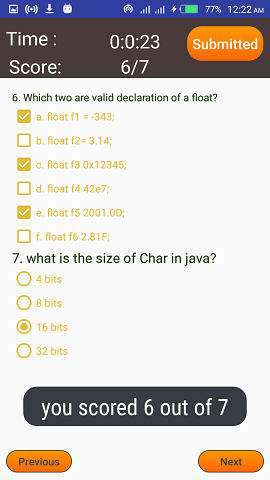 77% 12:22 AM
Time : 0:0:23 Submitted
Score: 6/7
6. Which two are valid declaration of a float?
a. float f1 = -343;
b. float f2= 3.14;
c. float f3 0x12345;
d. float f4 42e7;
e. float f5 2001.0D;
f. float f6 2.81F;
7. what is the size of Char in java?
4 bits
8 bits
16 bits
32 bits
you scored 6 out of 7
Previous Next